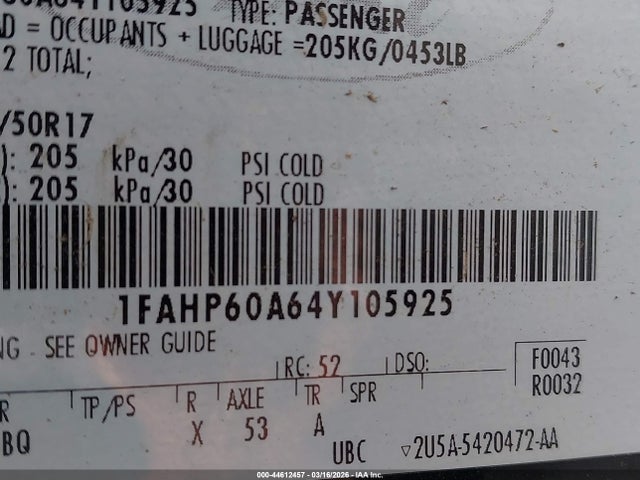 60A64Y105925 TYPE: PASSENGER
AD = OCCUPANTS + LUGGAGE =205KG/0453LB
2 TOTAL;
/50R17
): 205 kPa/30 PSI COLD
): 205 kPa/30 PSI COLD
1FAHP60A64Y105925
NG - SEE OWNER GUIDE
RC: 52 DSO:
F0043
R0032
R TP/PS R AXLE TR SPR
BQ X 53 A
UBC ▽2U5A-5420472-AA
000-44612457 - 03/16/2026 - IAA Inc.